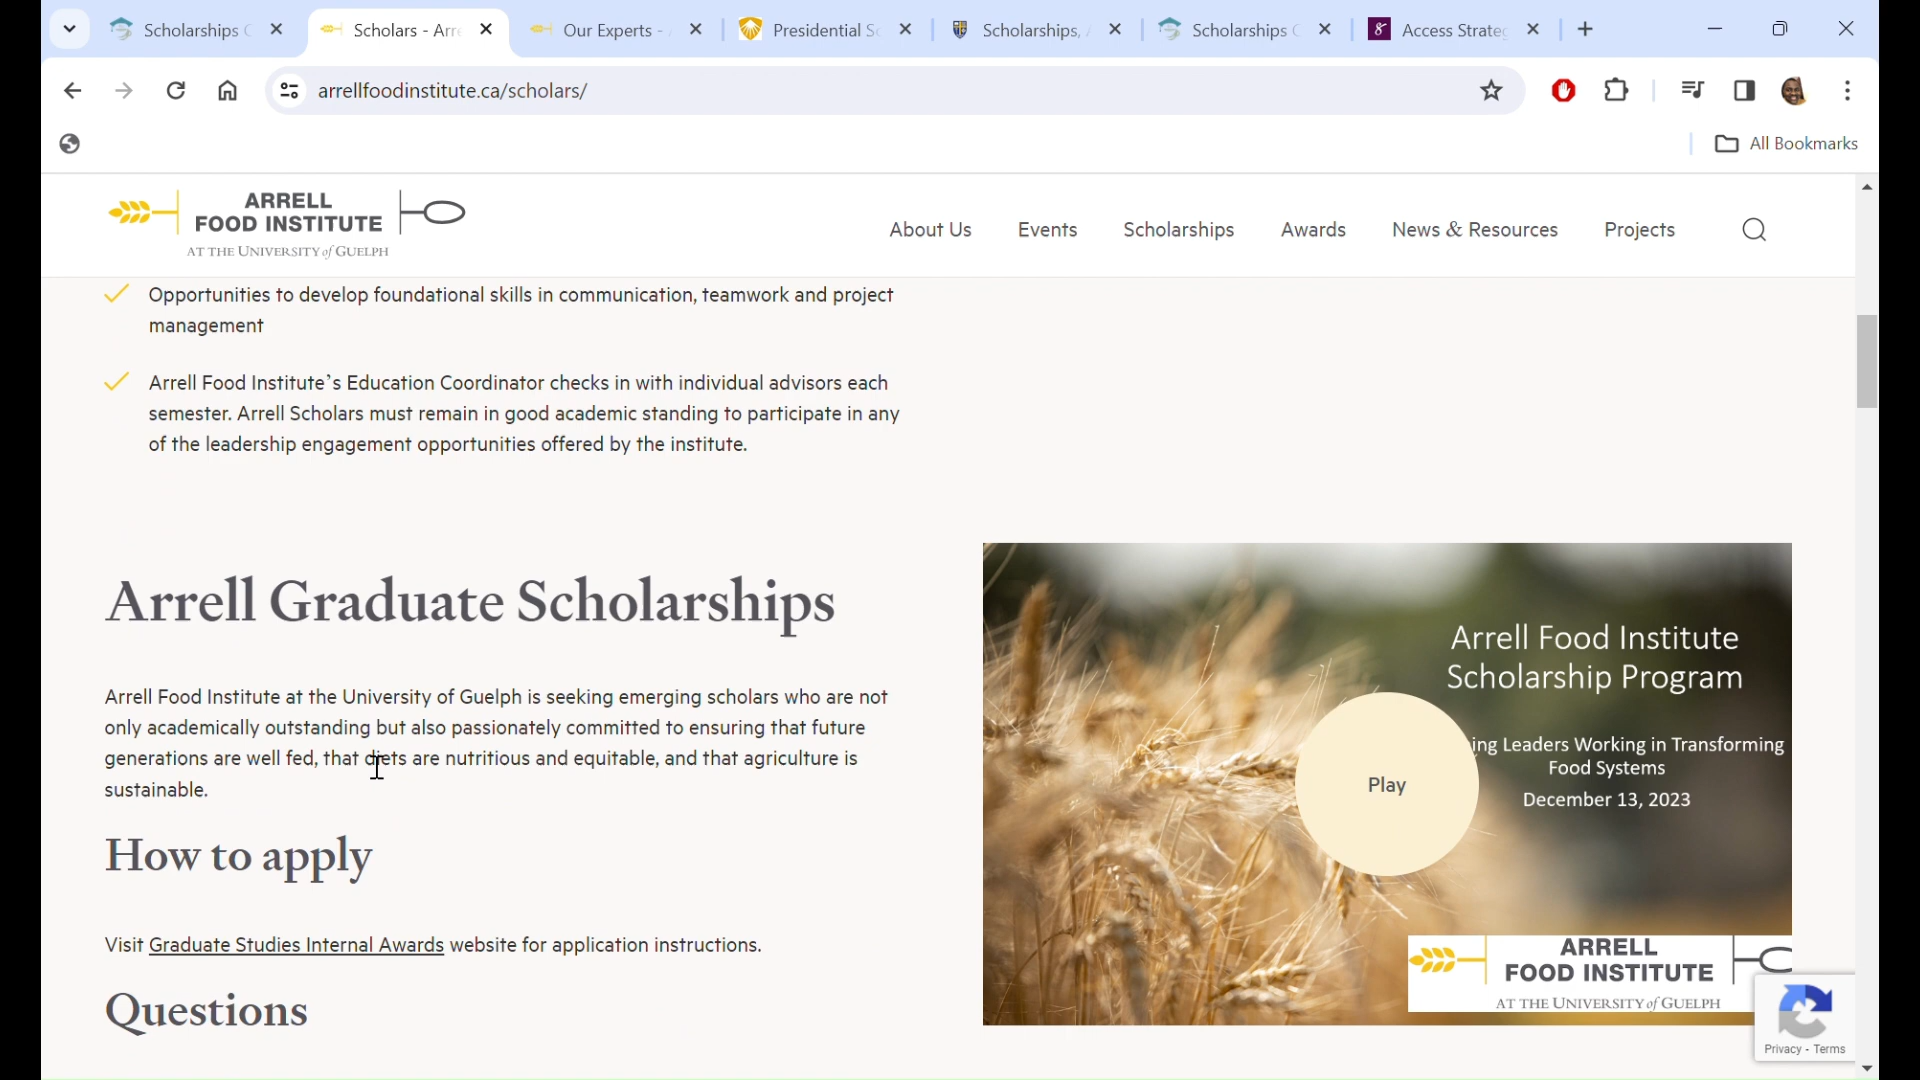 Scholarships C
Scholars - Arre
Our Experts -
Presidential Sc
Scholarships, A
Scholarships C
Access Strateg
arrellfoodinstitute.ca/scholars/
All Bookmarks
ARRELL
FOOD INSTITUTE
AT THE UNIVERSITY of GUELPH
About Us
Events
Scholarships
Awards
News & Resources
Projects
Opportunities to develop foundational skills in communication, teamwork and project
management
Arrell Food Institute's Education Coordinator checks in with individual advisors each
semester. Arrell Scholars must remain in good academic standing to participate in any
of the leadership engagement opportunities offered by the institute.
Arrell Graduate Scholarships
Arrell Food Institute at the University of Guelph is seeking emerging scholars who are not
only academically outstanding but also passionately committed to ensuring that future
generations are well fed, that diets are nutritious and equitable, and that agriculture is
sustainable.
How to apply
Visit Graduate Studies Internal Awards website for application instructions.
Questions
Arrell Food Institute
Scholarship Program
ing Leaders Working in Transforming
Food Systems
December 13, 2023
Play
ARRELL
FOOD INSTITUTE
AT THE UNIVERSITY of GUELPH
Privacy - Terms